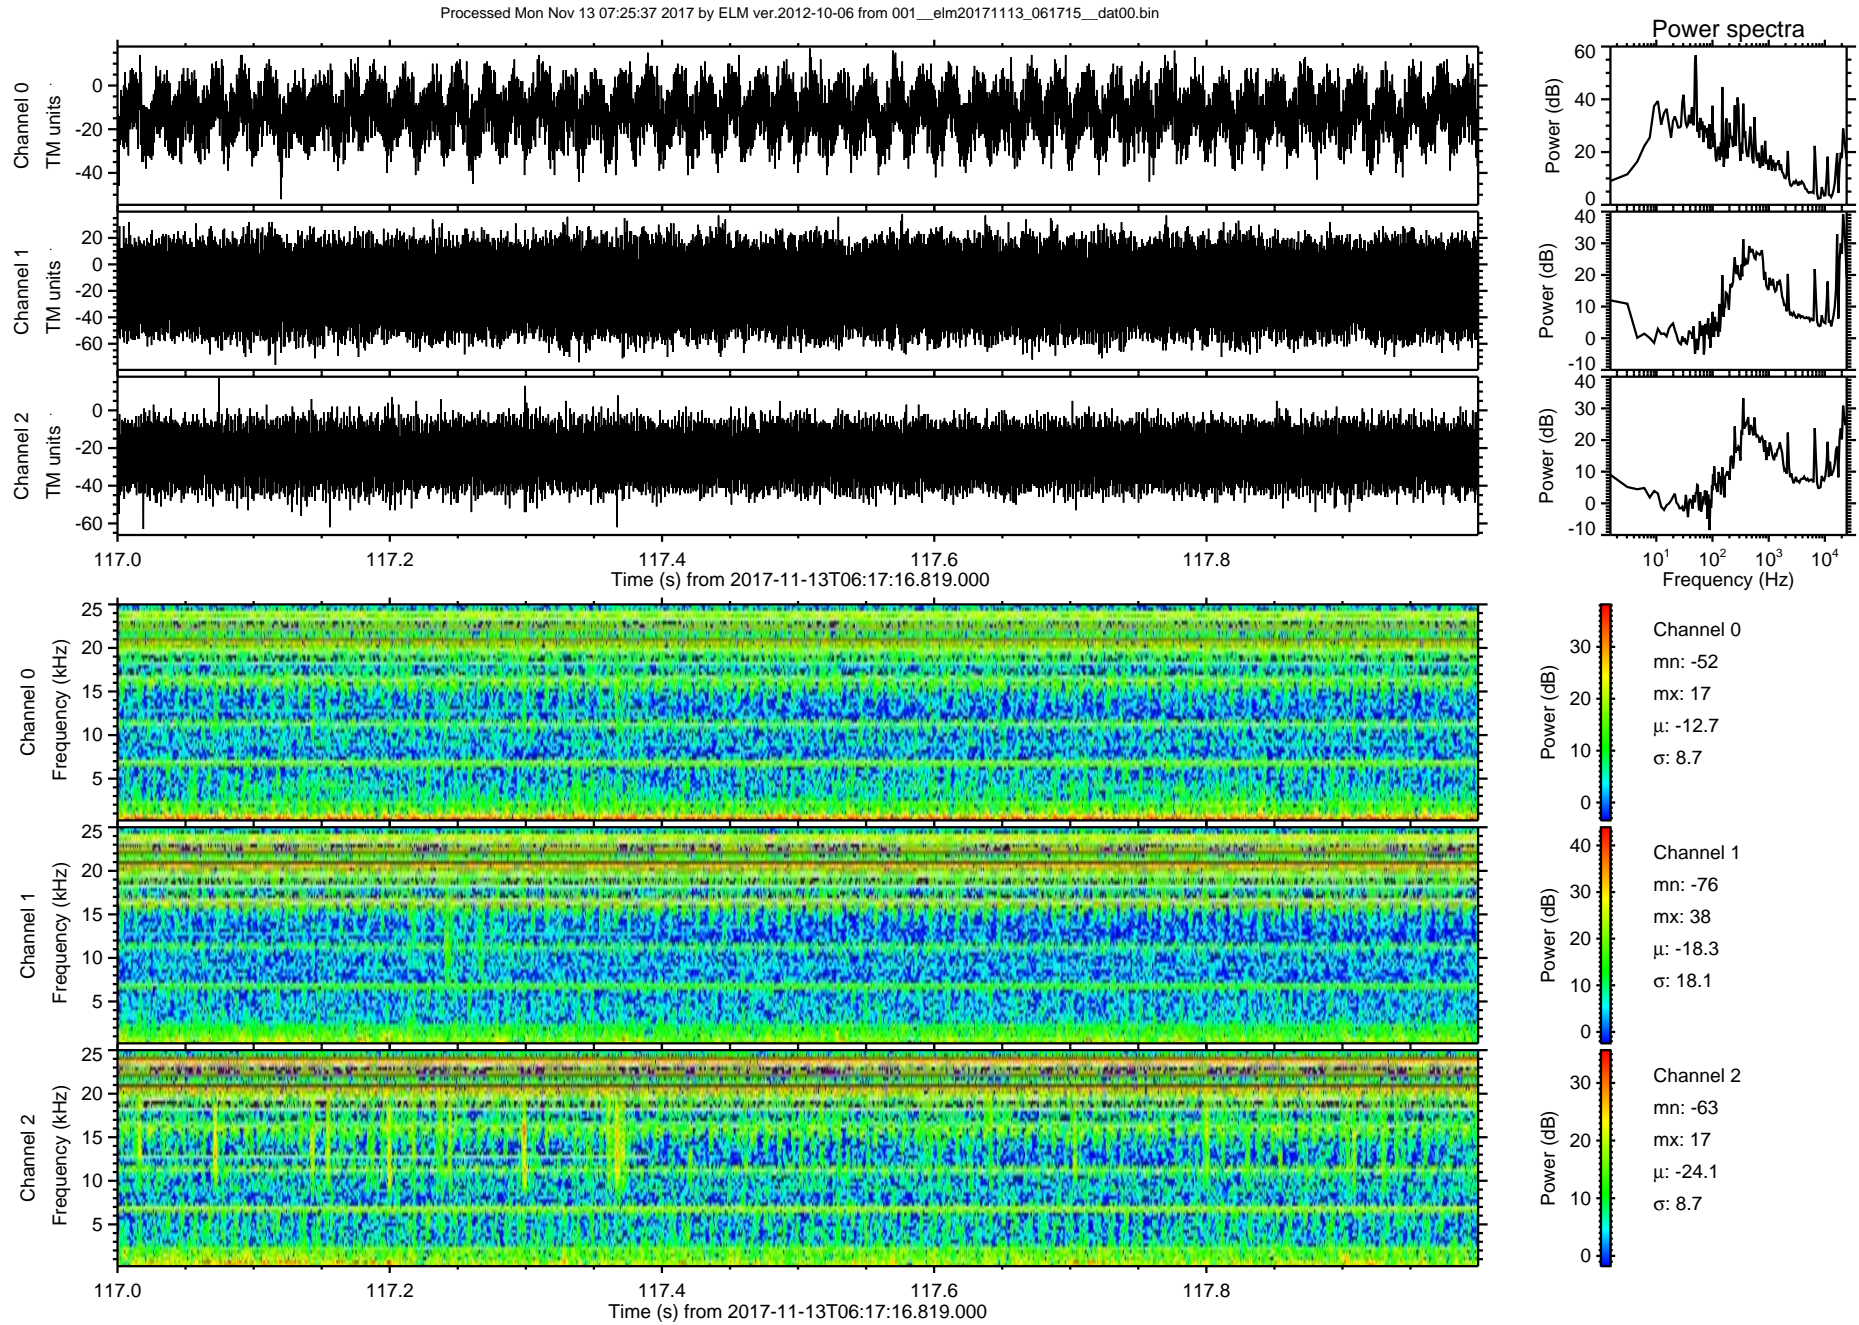 Processed Mon Nov 13 07:25:37 2017 by ELM ver.2012-10-06 from 001__elm20171113_061715__dat00.bin
Power spectra
Channel 0
TM units
0
-20
-40
Power (dB)
60
40
20
0
Channel 1
TM units
20
0
-20
-40
-60
Power (dB)
40
30
20
10
0
-10
Channel 2
TM units
0
-20
-40
-60
Power (dB)
40
30
20
10
0
-10
117.0 117.2 117.4 117.6 117.8
Time (s) from 2017-11-13T06:17:16.819.000
10^1 10^2 10^3 10^4
Frequency (Hz)
Channel 0
Frequency (kHz)
25
20
15
10
5
Power (dB)
30
20
10
0
Channel 0
mn: -52
mx: 17
μ: -12.7
σ: 8.7
Channel 1
Frequency (kHz)
25
20
15
10
5
Power (dB)
40
30
20
10
0
Channel 1
mn: -76
mx: 38
μ: -18.3
σ: 18.1
Channel 2
Frequency (kHz)
25
20
15
10
5
Power (dB)
30
20
10
0
Channel 2
mn: -63
mx: 17
μ: -24.1
σ: 8.7
117.0 117.2 117.4 117.6 117.8
Time (s) from 2017-11-13T06:17:16.819.000